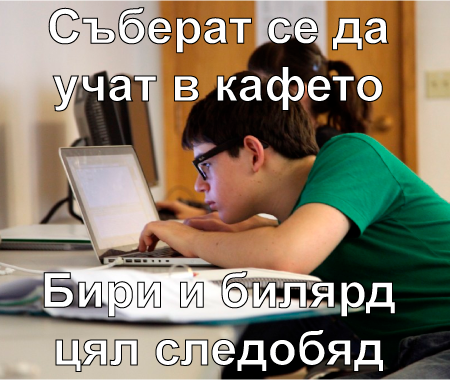 Съберат се да
учат в кафето
Бири и билярд
цял следобяд